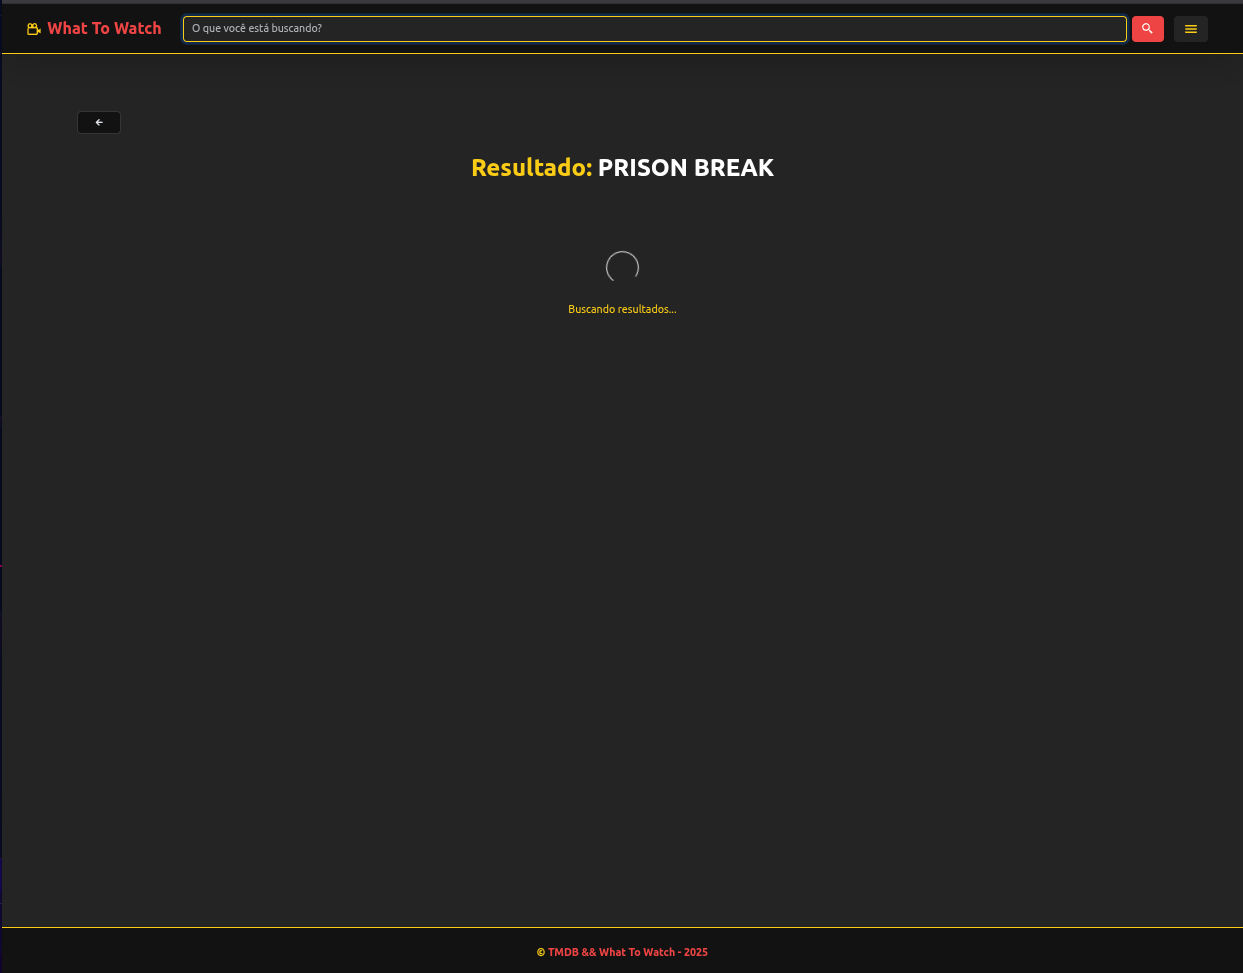 What To Watch
O que você está buscando?
Resultado: PRISON BREAK
Buscando resultados...
© TMDB && What To Watch - 2025